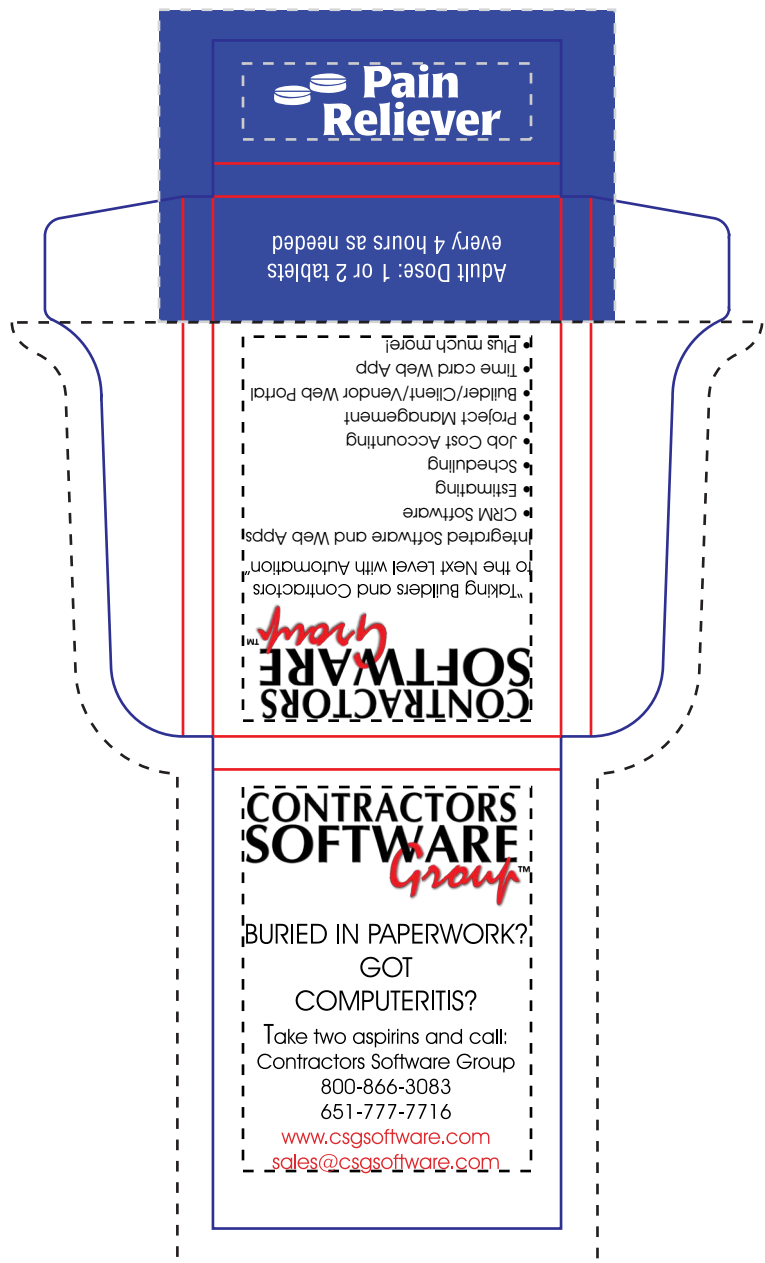 Pain
Reliever
Adult Dose: 1 or 2 tablets
every 4 hours as needed
CONTRACTORS
SOFTWARE
Group™
"Taking Builders and Contractors
to the Next Level with Automation"
Integrated Software and Web Apps
• CRM Software
• Estimating
• Scheduling
• Job Cost Accounting
• Project Management
• Builder/Client/Vendor Web Portal
• Time card Web App
• Plus much more!
CONTRACTORS
SOFTWARE
Group™
BURIED IN PAPERWORK?
GOT
COMPUTERITIS?
Take two aspirins and call:
Contractors Software Group
800-866-3083
651-777-7716
www.csgsoftware.com
sales@csgsoftware.com